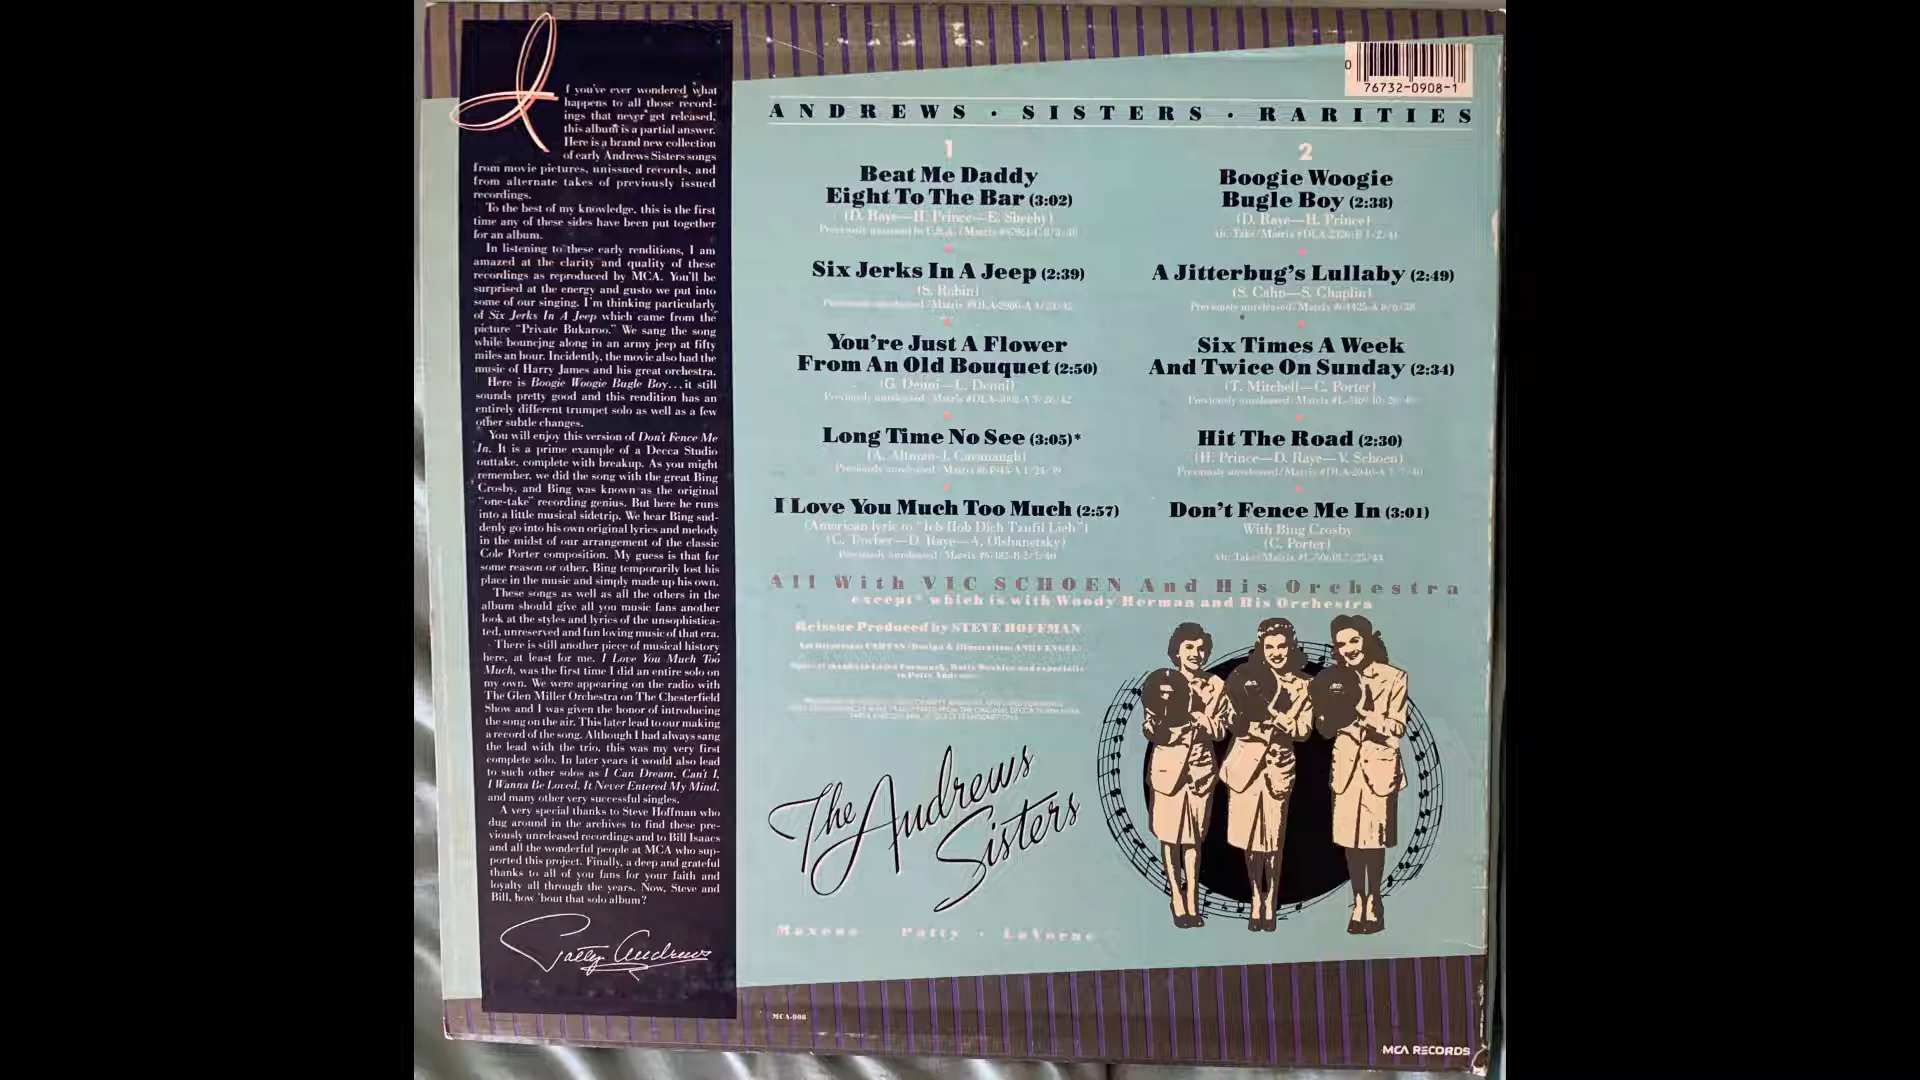 If you've ever wondered what
happens to all those record-
ings that never get released,
this album is a partial answer.
Here is a brand new collection
of early Andrews Sisters songs
from movie pictures, unissued records, and
from alternate takes of previously issued
recordings.
To the best of my knowledge, this is the first
time any of these sides have been put together
for an album.
In listening to these early renditions, I am
amazed at the clarity and quality of these
recordings as reproduced by MCA. You'll be
surprised at the energy and gusto we put into
some of our singing. I'm thinking particularly
of Six Jerks In A Jeep which came from the
picture "Private Bukaroo." We sang the song
while bouncing along in an army jeep at fifty
miles an hour. Incidently, the movie also had the
music of Harry James and his great orchestra.
Here is Boogie Woogie Bugle Boy...it still
sounds pretty good and this rendition has an
entirely different trumpet solo as well as a few
other subtle changes.
You will enjoy this version of Don't Fence Me
In. It is a prime example of a Decca Studio
outtake, complete with breakup. As you might
remember, we did the song with the great Bing
Crosby, and Bing was known as the original
"one-take" recording genius. But here he runs
into a little musical sidetrip. We hear Bing sud-
denly go into his own original lyrics and melody
in the midst of our arrangement of the classic
Cole Porter composition. My guess is that for
some reason or other, Bing temporarily lost his
place in the music and simply made up his own.
These songs as well as all the others in the
album should give all you music fans another
look at the styles and lyrics of the unsophistica-
ted, unreserved and fun loving music of that era.
There is still another piece of musical history
here, at least for me. I Love You Much Too
Much, was the first time I did an entire solo on
my own. We were appearing on the radio with
The Glen Miller Orchestra on The Chesterfield
Show and I was given the honor of introducing
the song on the air. This later lead to our making
a record of the song. Although I had always sang
the lead with the trio, this was my very first
complete solo. In later years it would also lead
to such other solos as I Can Dream, Can't I,
I Wanna Be Loved, It Never Entered My Mind,
and many other very successful singles.
A very special thanks to Steve Hoffman who
dug around in the archives to find these pre-
viously unreleased recordings and to Bill Isaacs
and all the wonderful people at MCA who sup-
ported this project. Finally, a deep and grateful
thanks to all of you fans for your faith and
loyalty all through the years. Now, Steve and
Bill, how 'bout that solo album?
Patty Andrews
0 76732-0908-1
ANDREWS · SISTERS · RARITIES
1
Beat Me Daddy
Eight To The Bar (3:02)
(D. Raye—H. Prince—E. Sheehy)
Six Jerks In A Jeep (2:39)
(S. Robin)
You're Just A Flower
From An Old Bouquet (2:50)
(G. Denni—L. Denni)
Long Time No See (3:05)*
(A. Altman-J. Cavanaugh)
I Love You Much Too Much (2:57)
(American lyric to "Ich Hob Dich Tzufil Lieb")
Olshanetsky)
2
Boogie Woogie
Bugle Boy (2:38)
(D. Raye—H. Prince)
A Jitterbug's Lullaby (2:49)
(S. Cahn—S. Chaplin)
Six Times A Week
And Twice On Sunday (2:34)
(T. Mitchell—C. Porter)
Hit The Road (2:30)
(H. Prince—D. Raye—V. Schoen)
Don't Fence Me In (3:01)
With Bing Crosby
(C. Porter)
All With VIC SCHOEN And His Orchestra
except* which is with Woody Herman and His Orchestra
Reissue Produced by STEVE HOFFMAN
The Andrews
Sisters
Maxene · Patty · LaVerne
MCA-908
MCA RECORDS